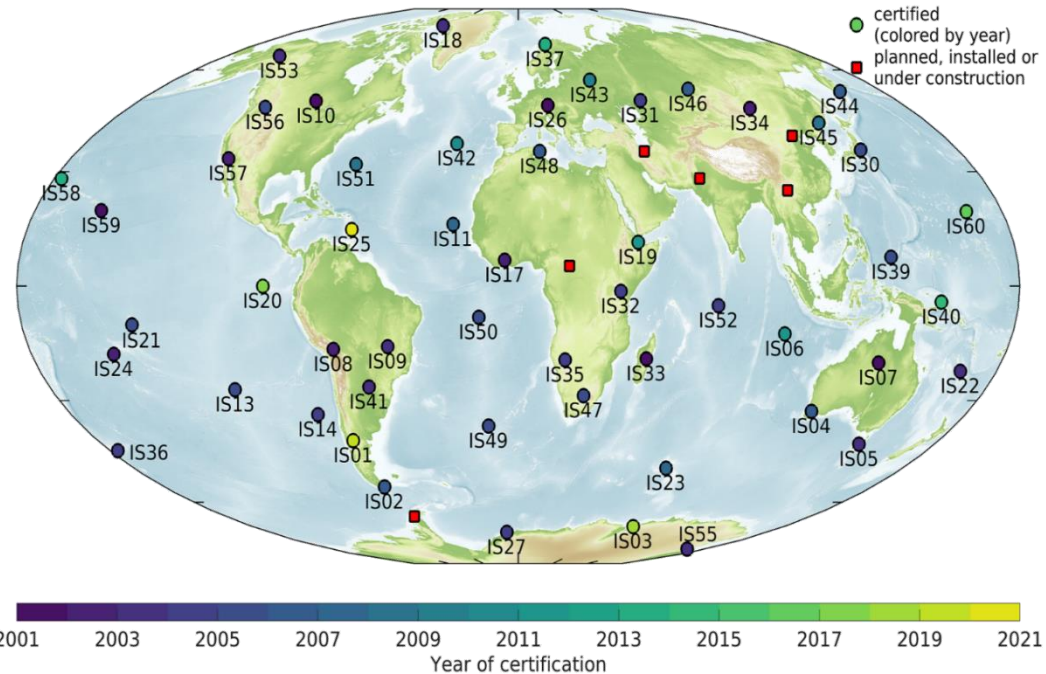 certified
(colored by year)
planned, installed or
under construction
IS18
IS37
IS53
IS43
IS46
IS44
IS56
IS10
IS26
IS31
IS34
IS45
IS42
IS48
IS30
IS57
IS51
IS58
IS59
IS25
IS11
IS19
IS60
IS17
IS39
IS20
IS32
IS52
IS40
IS21
IS50
IS06
IS24
IS08
IS09
IS35
IS33
IS07
IS22
IS13
IS41
IS47
IS14
IS49
IS04
IS36
IS01
IS05
IS02
IS23
IS27
IS03
IS55
2001 2003 2005 2007 2009 2011 2013 2015 2017 2019 2021
Year of certification